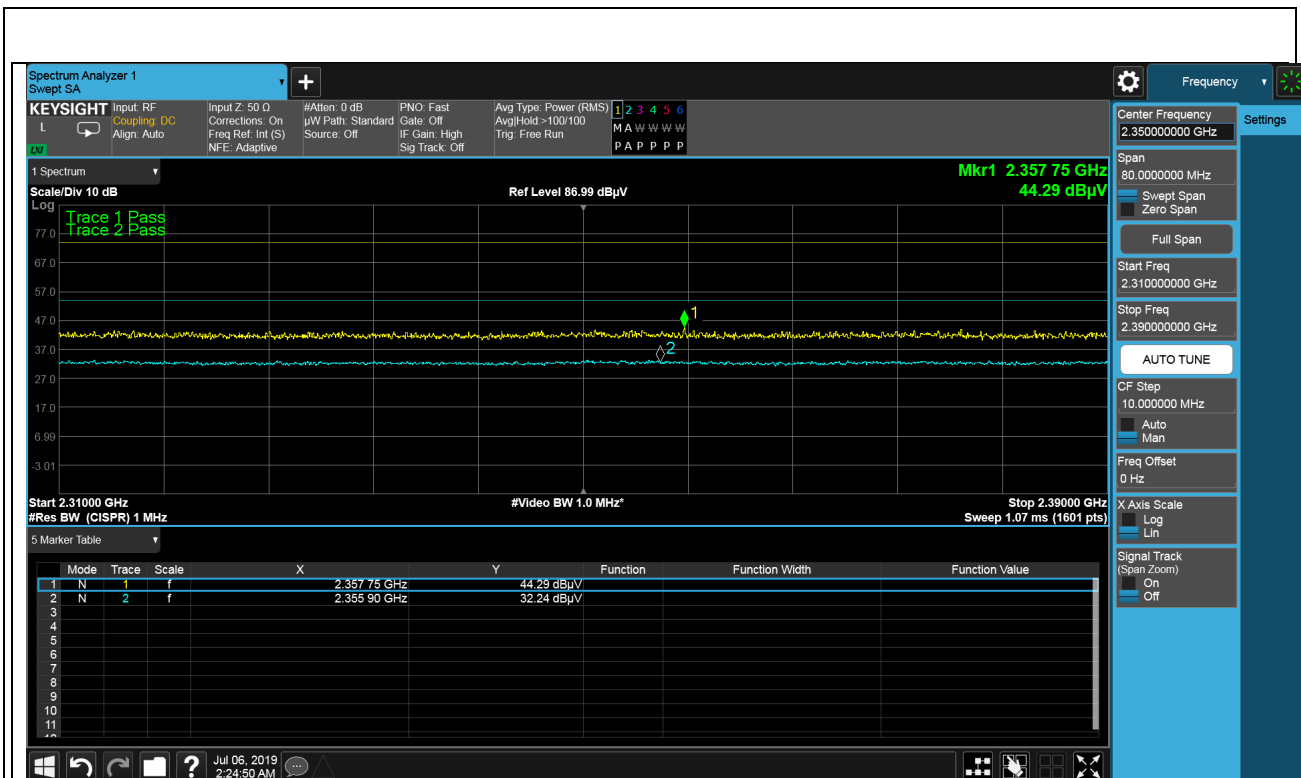 Spectrum Analyzer 1
Swept SA
+
Frequency
KEYSIGHT
L
LXI
Input: RF
Coupling: DC
Align: Auto
Input Z: 50 Ω
Corrections: On
Freq Ref: Int (S)
NFE: Adaptive
#Atten: 0 dB
µW Path: Standard
Source: Off
PNO: Fast
Gate: Off
IF Gain: High
Sig Track: Off
Avg Type: Power (RMS)
Avg|Hold:>100/100
Trig: Free Run
1 2 3 4 5 6
M A W W W W
P A P P P P
1 Spectrum
Scale/Div 10 dB
Ref Level 86.99 dBµV
Mkr1 2.357 75 GHz
44.29 dBµV
Log
Trace 1 Pass
Trace 2 Pass
77.0
67.0
57.0
47.0
37.0
27.0
17.0
6.99
-3.01
1
2
Start 2.31000 GHz
#Video BW 1.0 MHz*
Stop 2.39000 GHz
#Res BW (CISPR) 1 MHz
Sweep 1.07 ms (1601 pts)
5 Marker Table
Mode Trace Scale X Y Function Function Width Function Value
1 N 1 f 2.357 75 GHz 44.29 dBµV
2 N 2 f 2.355 90 GHz 32.24 dBµV
3
4
5
6
7
8
9
10
11
?
Jul 06, 2019
2:24:50 AM
Center Frequency
2.350000000 GHz
Settings
Span
80.0000000 MHz
Swept Span
Zero Span
Full Span
Start Freq
2.310000000 GHz
Stop Freq
2.390000000 GHz
AUTO TUNE
CF Step
10.000000 MHz
Auto
Man
Freq Offset
0 Hz
X Axis Scale
Log
Lin
Signal Track
(Span Zoom)
On
Off